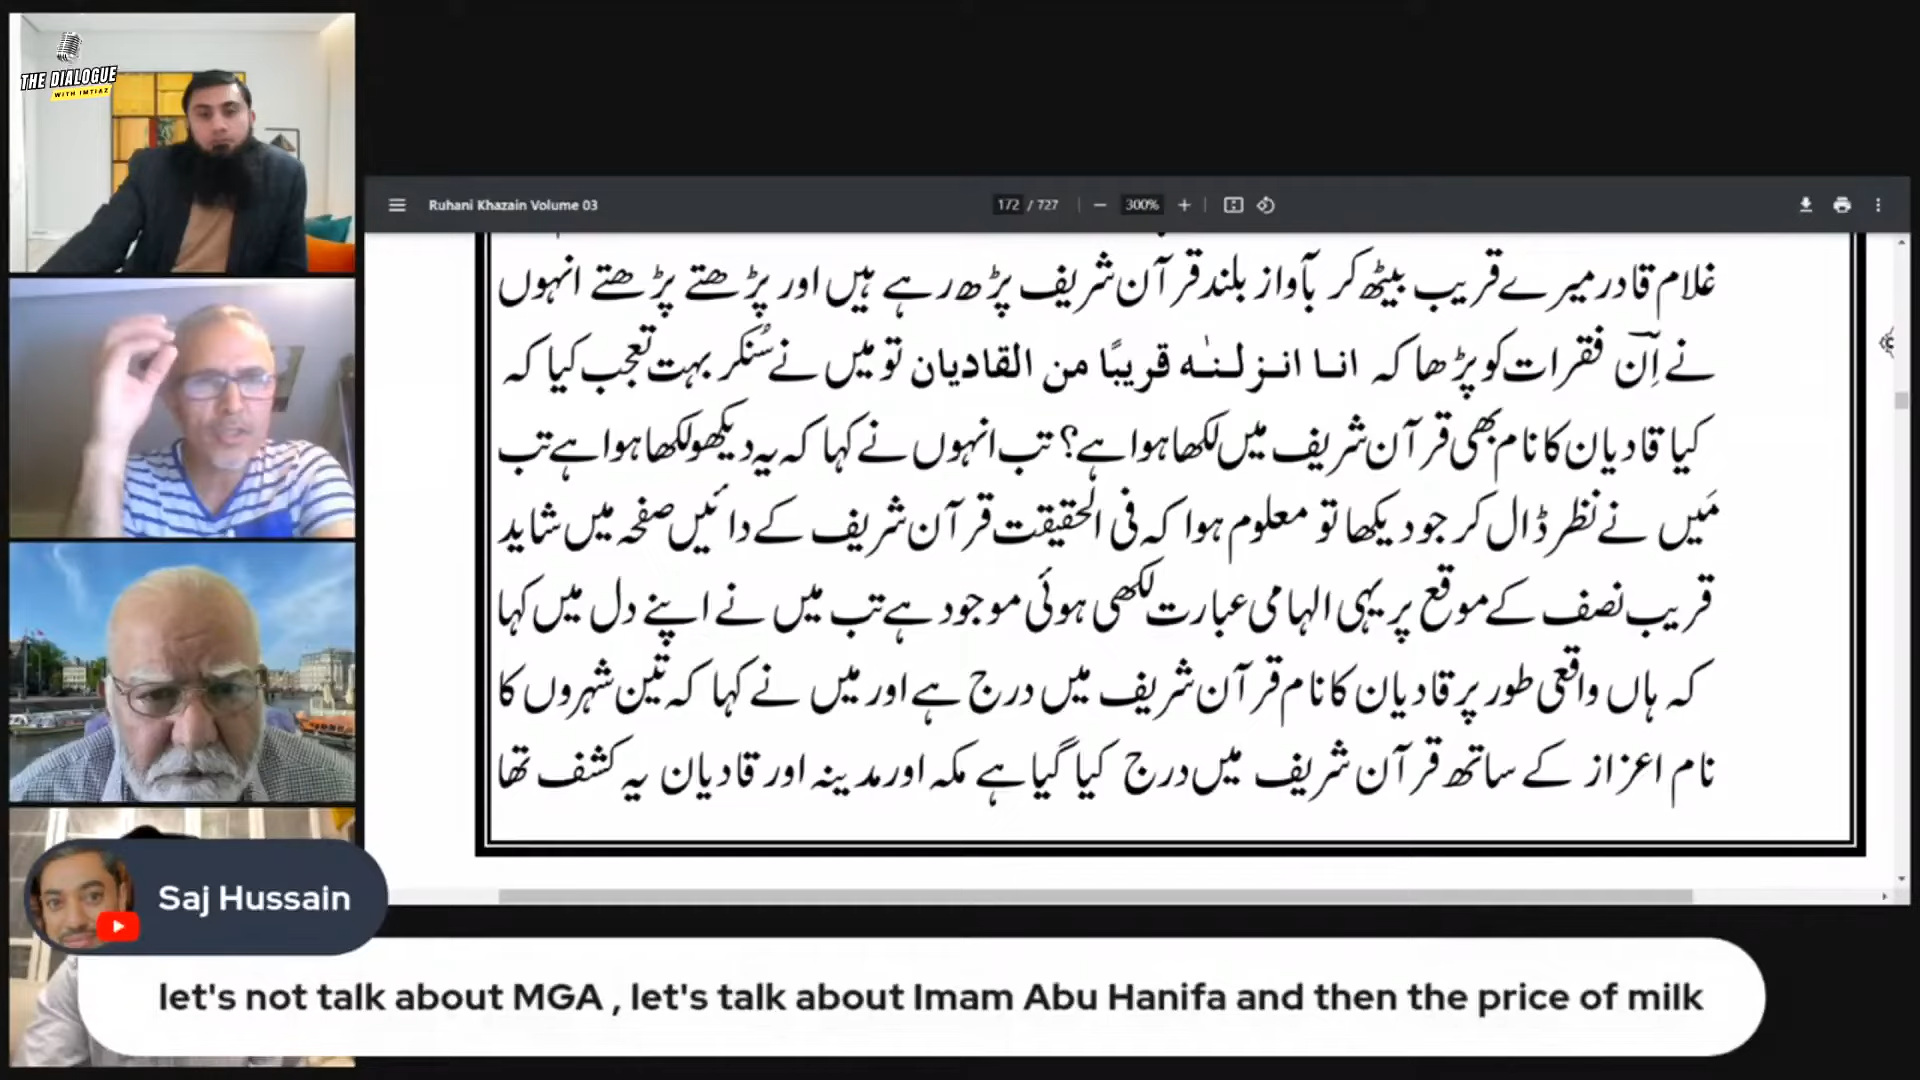 THE DIALOGUE
WITH IMTIAZ
Ruhani Khazain Volume 03
172 / 727
300%
غلام قادر میرے قریب بیٹھ کر بآواز بلند قرآن شریف پڑھ رہے ہیں اور پڑھتے پڑھتے انہوں
نے اِن فقرات کو پڑھا کہ انا انزلنٰہ قریبًا من القادیان تو میں نے سُنکر بہت تعجب کیا کہ
کیا قادیان کا نام بھی قرآن شریف میں لکھا ہوا ہے؟ تب انہوں نے کہا کہ یہ دیکھو لکھا ہوا ہے تب
مَیں نے نظر ڈال کر جو دیکھا تو معلوم ہوا کہ فی الحقیقت قرآن شریف کے دائیں صفحہ میں شاید
قریب نصف کے موقع پر یہی الہامی عبارت لکھی ہوئی موجود ہے تب میں نے اپنے دل میں کہا
کہ ہاں واقعی طور پر قادیان کا نام قرآن شریف میں درج ہے اور میں نے کہا کہ تین شہروں کا
نام اعزاز کے ساتھ قرآن شریف میں درج کیا گیا ہے مکہ اور مدینہ اور قادیان یہ کشف تھا
Saj Hussain
let's not talk about MGA , let's talk about Imam Abu Hanifa and then the price of milk